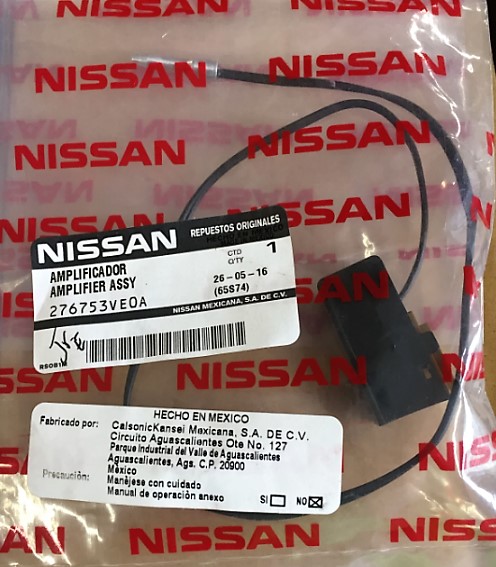 NISSAN
NISSAN
NISSAN
NISSAN
NISSAN
NISSAN
NISSAN REPUESTOS ORIGINALES
AMPLIFICADOR
AMPLIFIER ASSY
276753VE0A
CTD
Q/TY
1
26-05-16
(65874)
NISSAN MEXICANA, S.A. DE C.V.
NISSAN
NISSAN
NISSAN
HECHO EN MEXICO
Fabricado por: CalsonicKansei Mexicana, S.A. DE C.V.
Circuito Aguascalientes Ote No. 127
Parque Industrial del Valle de Aguascalientes
Aguascalientes, Ags. C.P. 20900
México
Precaución: Manéjese con cuidado
Manual de operación anexo SI NO
NISSAN
NISSAN